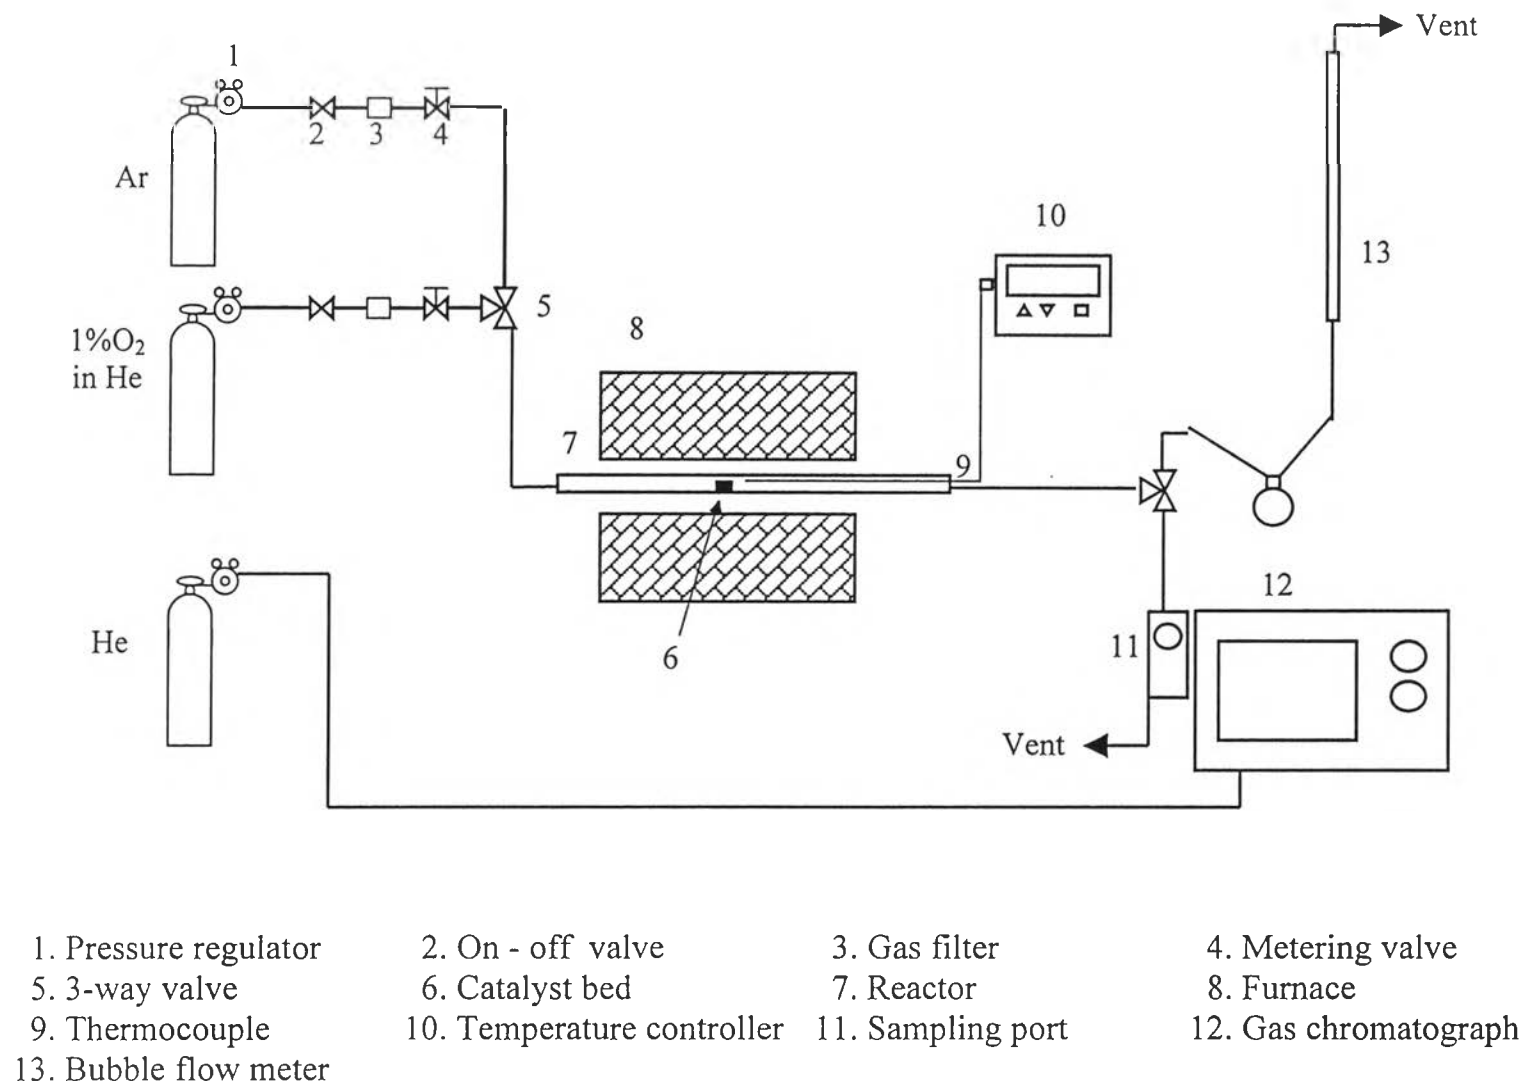 Vent
1
2 3 4
Ar
10
13
5
8
1%O₂
in He
7
9
12
He
11
6
Vent
1. Pressure regulator 2. On - off valve 3. Gas filter 4. Metering valve
5. 3-way valve 6. Catalyst bed 7. Reactor 8. Furnace
9. Thermocouple 10. Temperature controller 11. Sampling port 12. Gas chromatograph
13. Bubble flow meter